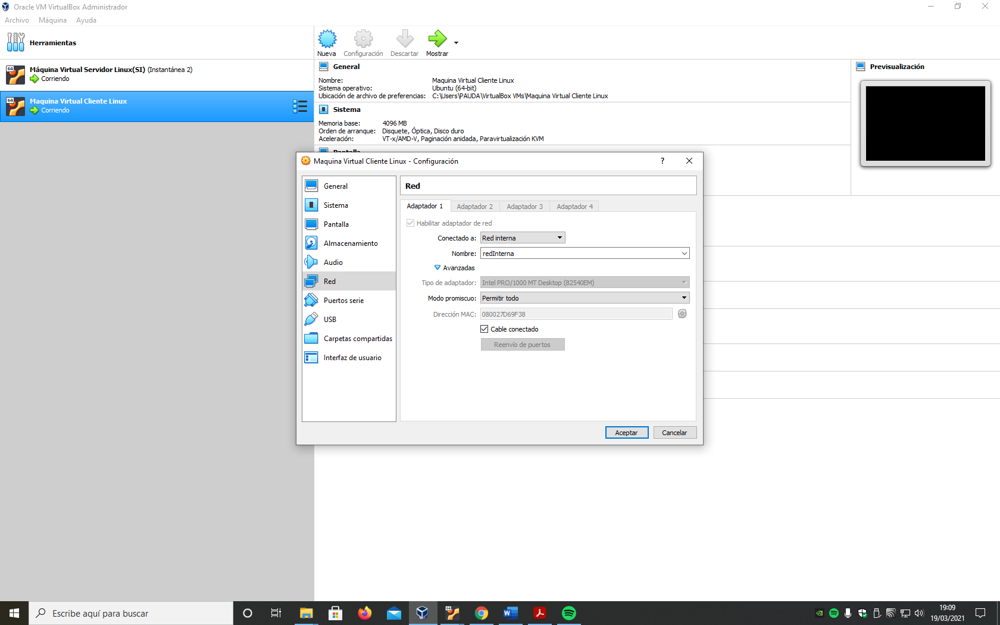 Oracle VM VirtualBox Administrador
Archivo Máquina Ayuda
Herramientas
Nueva Configuración Descartar Mostrar
64
Máquina Virtual Servidor Linux(SI) (Instantánea 2)
Corriendo
64
Maquina Virtual Cliente Linux
Corriendo
General
Nombre: Maquina Virtual Cliente Linux
Sistema operativo: Ubuntu (64-bit)
Ubicación de archivo de preferencias: C:\Users\PAUDA\VirtualBox VMs\Maquina Virtual Cliente Linux
Sistema
Memoria base: 4096 MB
Orden de arranque: Disquete, Óptica, Disco duro
Aceleración: VT-x/AMD-V, Paginación anidada, Paravirtualización KVM
Pantalla
Previsualización
Maquina Virtual Cliente Linux - Configuración
General
Sistema
Pantalla
Almacenamiento
Audio
Red
Puertos serie
USB
Carpetas compartidas
Interfaz de usuario
Red
Adaptador 1 Adaptador 2 Adaptador 3 Adaptador 4
Habilitar adaptador de red
Conectado a: Red interna
Nombre: redInterna
Avanzadas
Tipo de adaptador: Intel PRO/1000 MT Desktop (82540EM)
Modo promiscuo: Permitir todo
Dirección MAC: 080027D69F38
Cable conectado
Reenvío de puertos
Aceptar Cancelar
Escribe aquí para buscar
19:09
19/03/2021